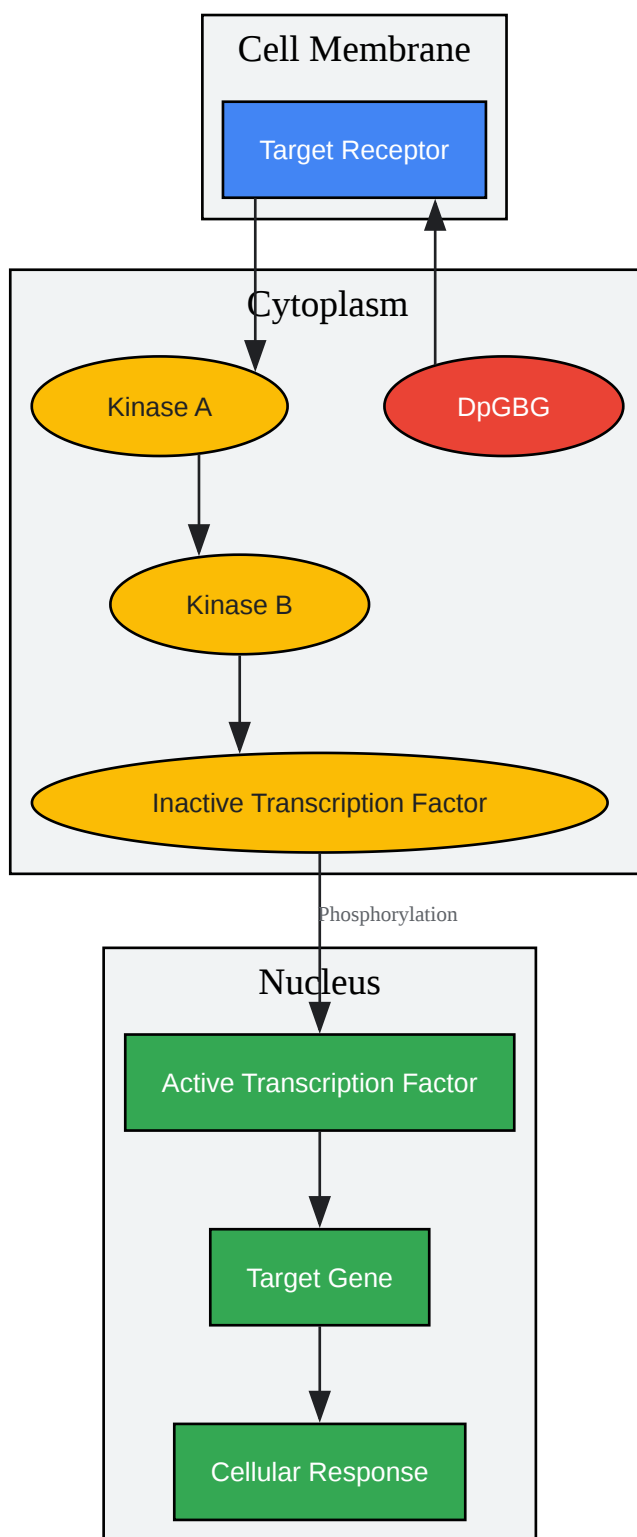 Cell Membrane
Target Receptor
Cytoplasm
Kinase A
DpGBG
Kinase B
Inactive Transcription Factor
Phosphorylation
Nucleus
Active Transcription Factor
Target Gene
Cellular Response